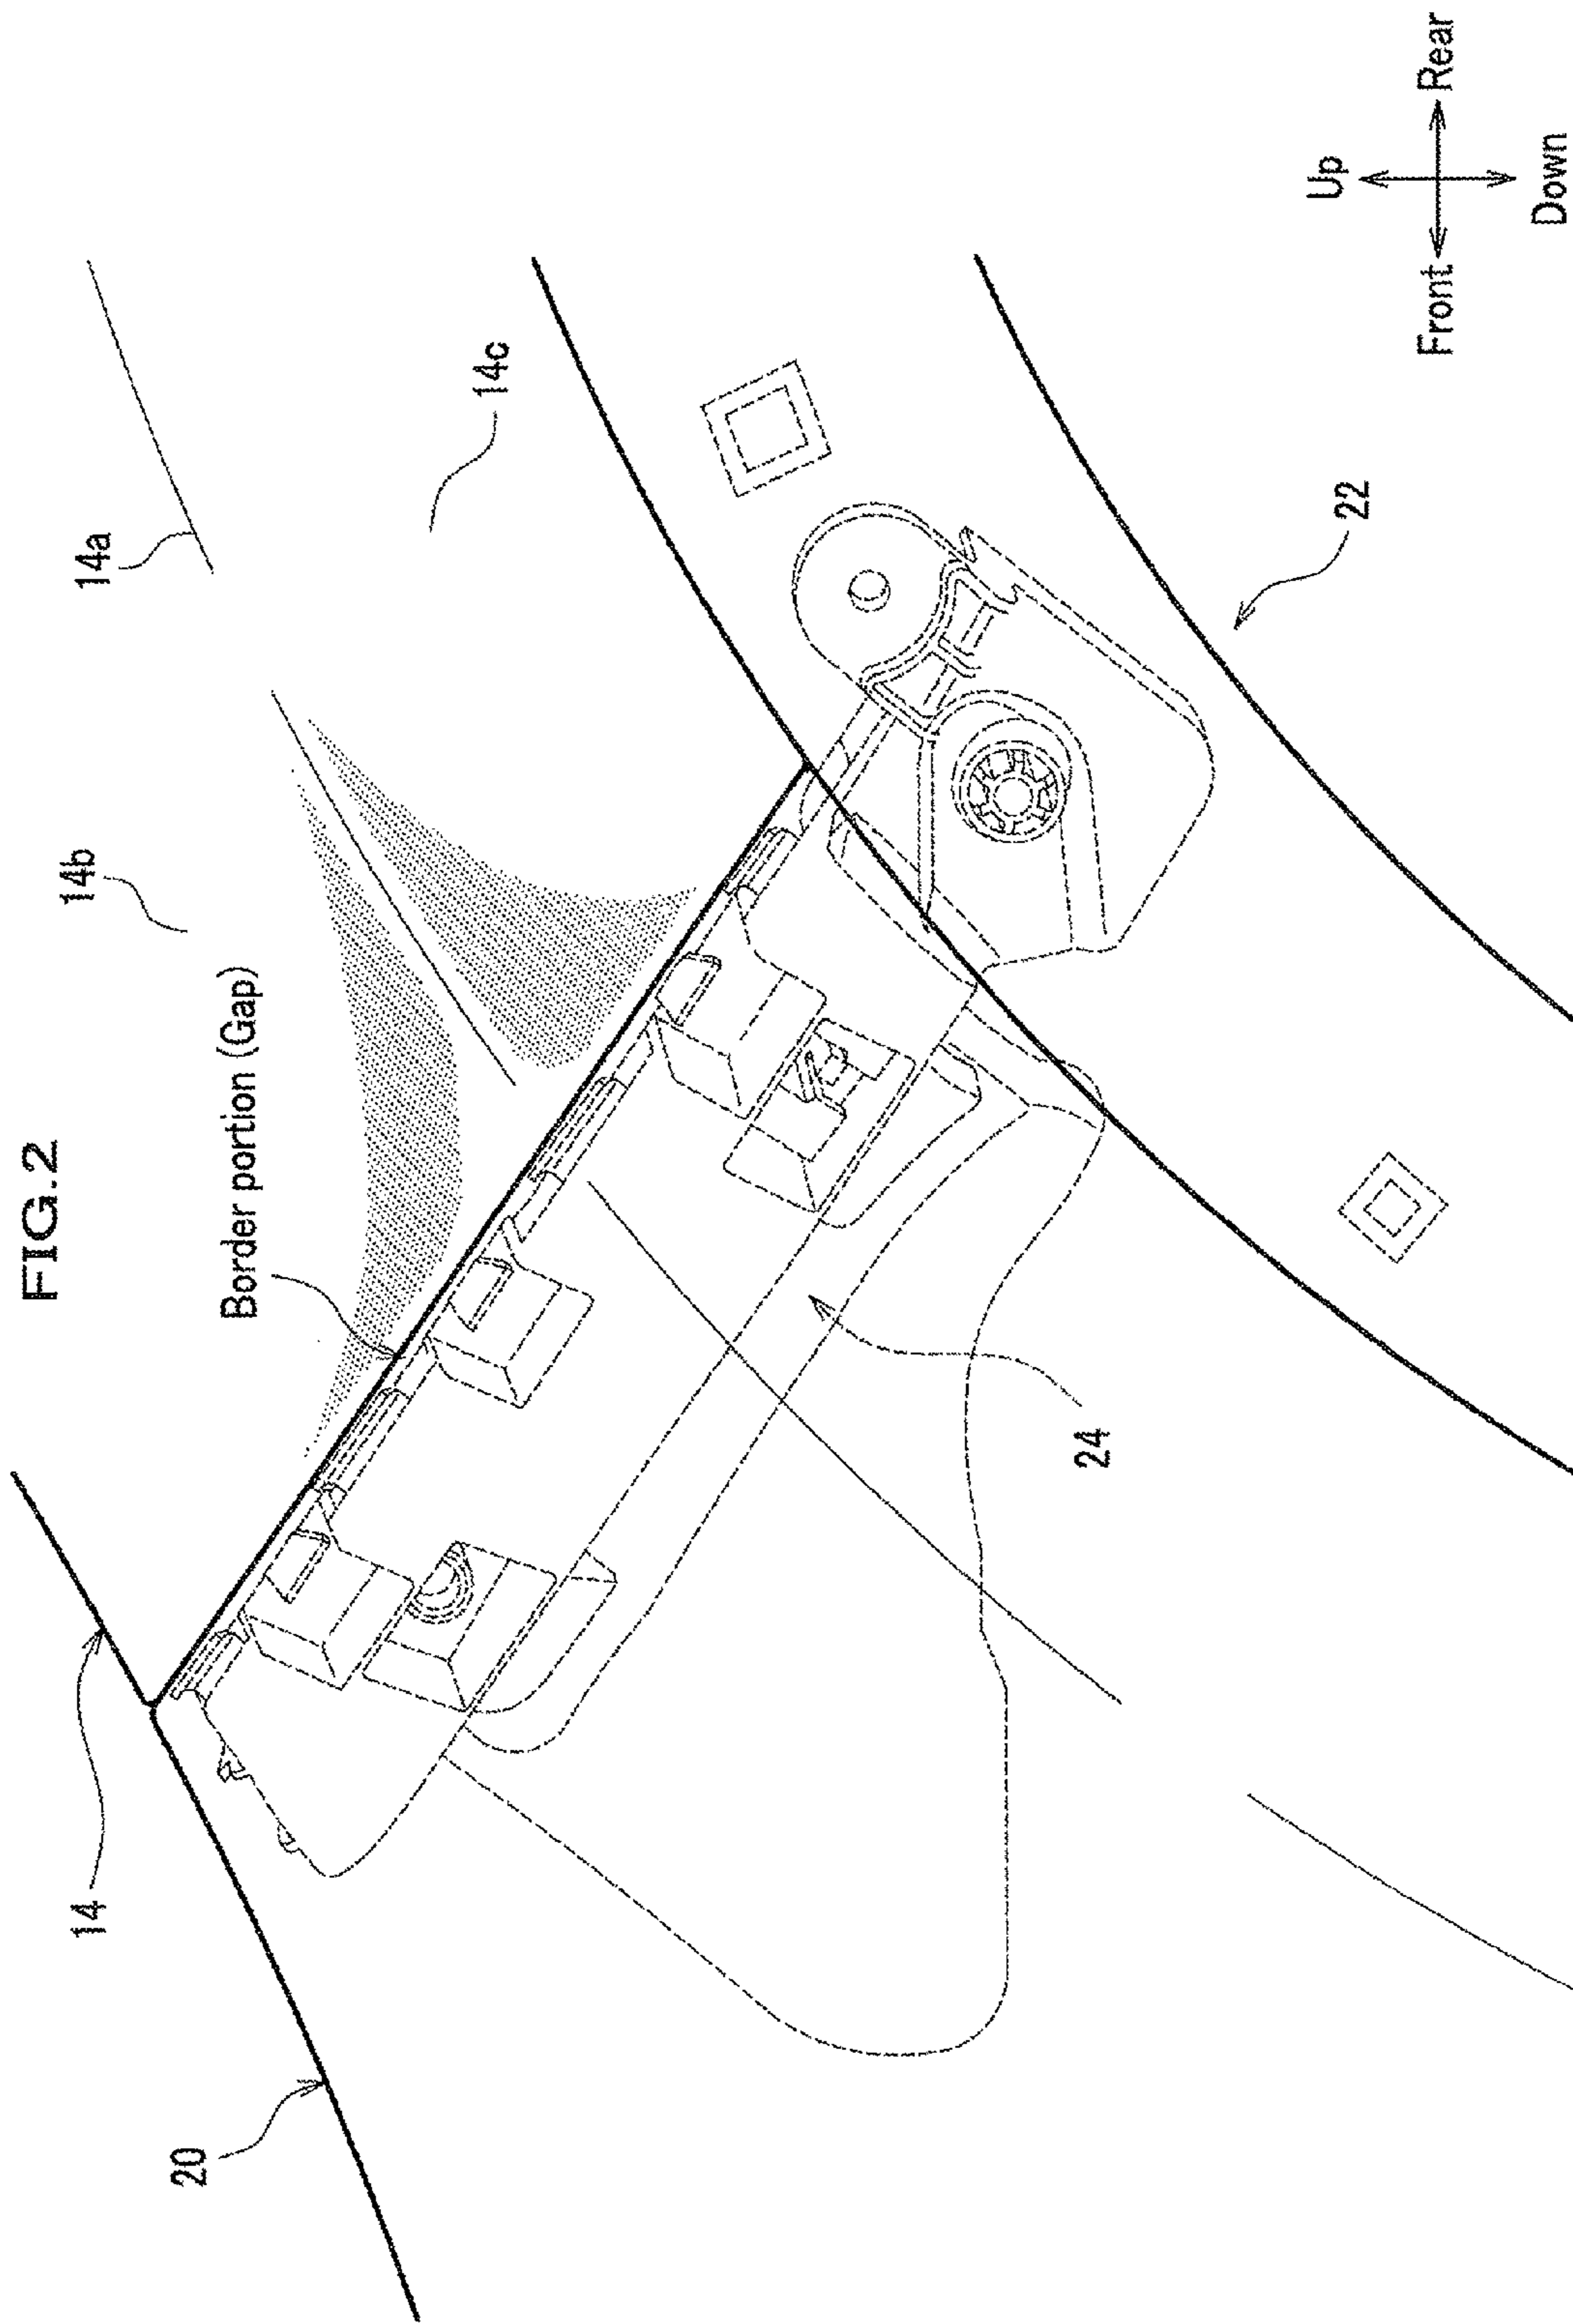 FIG.2
14
20
Border portion (Gap)
14b
14a
14c
24
22
Up
Front
Rear
Down